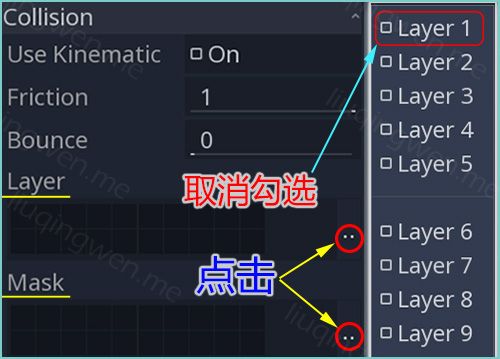 Collision
Use Kinematic
On
Friction
1
Bounce
0
Layer
取消勾选
点击
Mask
Layer 1
Layer 2
Layer 3
Layer 4
Layer 5
Layer 6
Layer 7
Layer 8
Layer 9
liuqingwen.me
liuqingwen.me
liuqingwen.me
liuqingwen.me